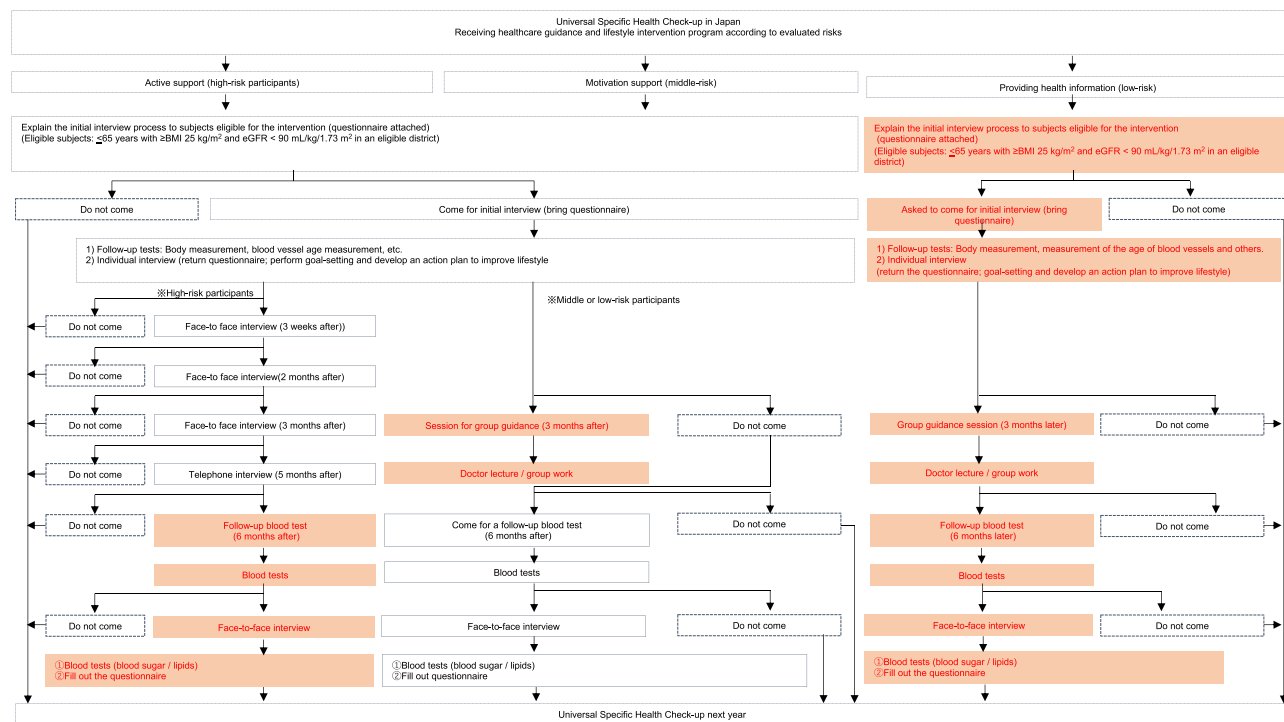 Universal Specific Health Check-up in Japan
Receiving healthcare guidance and lifestyle intervention program according to evaluated risks
Active support (high-risk participants)
Motivation support (middle-risk)
Providing health information (low-risk)
Explain the initial interview process to subjects eligible for the intervention (questionnaire attached)
(Eligible subjects: <65 years with ≥BMI 25 kg/m² and eGFR < 90 mL/kg/1.73 m² in an eligible district)
Explain the initial interview process to subjects eligible for the intervention
(questionnaire attached)
(Eligible subjects: <65 years with ≥BMI 25 kg/m² and eGFR < 90 mL/kg/1.73 m² in an eligible
district)
Do not come
Come for initial interview (bring questionnaire)
Asked to come for initial interview (bring
questionnaire)
Do not come
1) Follow-up tests: Body measurement, blood vessel age measurement, etc.
2) Individual interview (return questionnaire; perform goal-setting and develop an action plan to improve lifestyle
1) Follow-up tests: Body measurement, measurement of the age of blood vessels and others.
2) Individual interview
(return the questionnaire; goal-setting and develop an action plan to improve lifestyle)
※High-risk participants
※Middle or low-risk participants
Do not come
Face-to face interview (3 weeks after))
Do not come
Face-to face interview(2 months after)
Do not come
Face-to face interview (3 months after)
Session for group guidance (3 months after)
Do not come
Group guidance session (3 months later)
Do not come
Do not come
Telephone interview (5 months after)
Doctor lecture / group work
Doctor lecture / group work
Do not come
Follow-up blood test
(6 months after)
Come for a follow-up blood test
(6 months after)
Do not come
Follow-up blood test
(6 months later)
Do not come
Blood tests
Blood tests
Blood tests
Do not come
Face-to-face interview
Face-to-face interview
Do not come
Face-to-face interview
Do not come
①Blood tests (blood sugar / lipids)
②Fill out the questionnaire
①Blood tests (blood sugar / lipids)
②Fill out questionnaire
①Blood tests (blood sugar / lipids)
②Fill out the questionnaire
Universal Specific Health Check-up next year